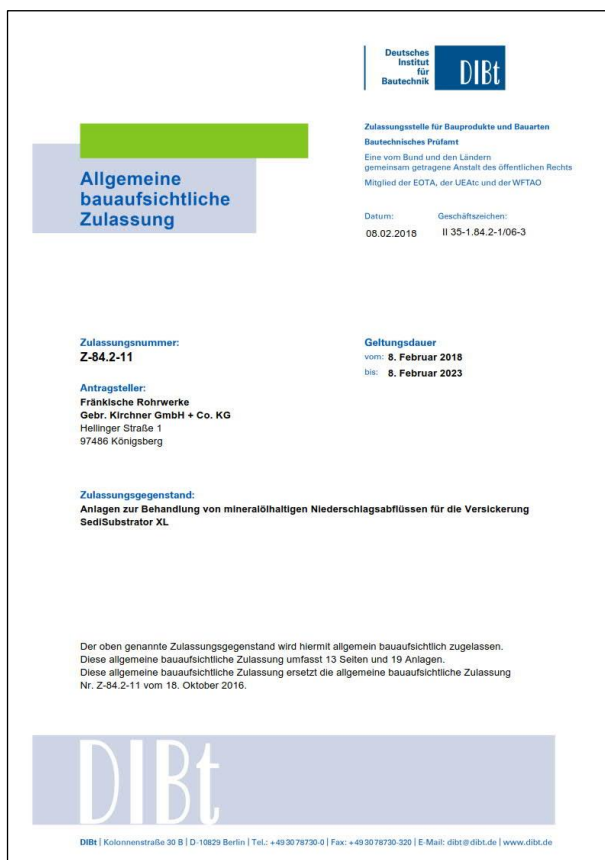 Deutsches
Institut
für
Bautechnik
DIBt
Zulassungsstelle für Bauprodukte und Bauarten
Bautechnisches Prüfamt
Eine vom Bund und den Ländern
gemeinsam getragene Anstalt des öffentlichen Rechts
Mitglied der EOTA, der UEAtc und der WFTAO
Allgemeine
bauaufsichtliche
Zulassung
Datum: Geschäftszeichen:
08.02.2018 II 35-1.84.2-1/06-3
Zulassungsnummer:
Z-84.2-11
Geltungsdauer
vom: 8. Februar 2018
bis: 8. Februar 2023
Antragsteller:
Fränkische Rohrwerke
Gebr. Kirchner GmbH + Co. KG
Hellinger Straße 1
97486 Königsberg
Zulassungsgegenstand:
Anlagen zur Behandlung von mineralölhaltigen Niederschlagsabflüssen für die Versickerung
SediSubstrator XL
Der oben genannte Zulassungsgegenstand wird hiermit allgemein bauaufsichtlich zugelassen.
Diese allgemeine bauaufsichtliche Zulassung umfasst 13 Seiten und 19 Anlagen.
Diese allgemeine bauaufsichtliche Zulassung ersetzt die allgemeine bauaufsichtliche Zulassung
Nr. Z-84.2-11 vom 18. Oktober 2016.
DIBt
DIBt | Kolonnenstraße 30 B | D-10829 Berlin | Tel.: +493078730-0 | Fax: +493078730-320 | E-Mail: dibt@dibt.de | www.dibt.de